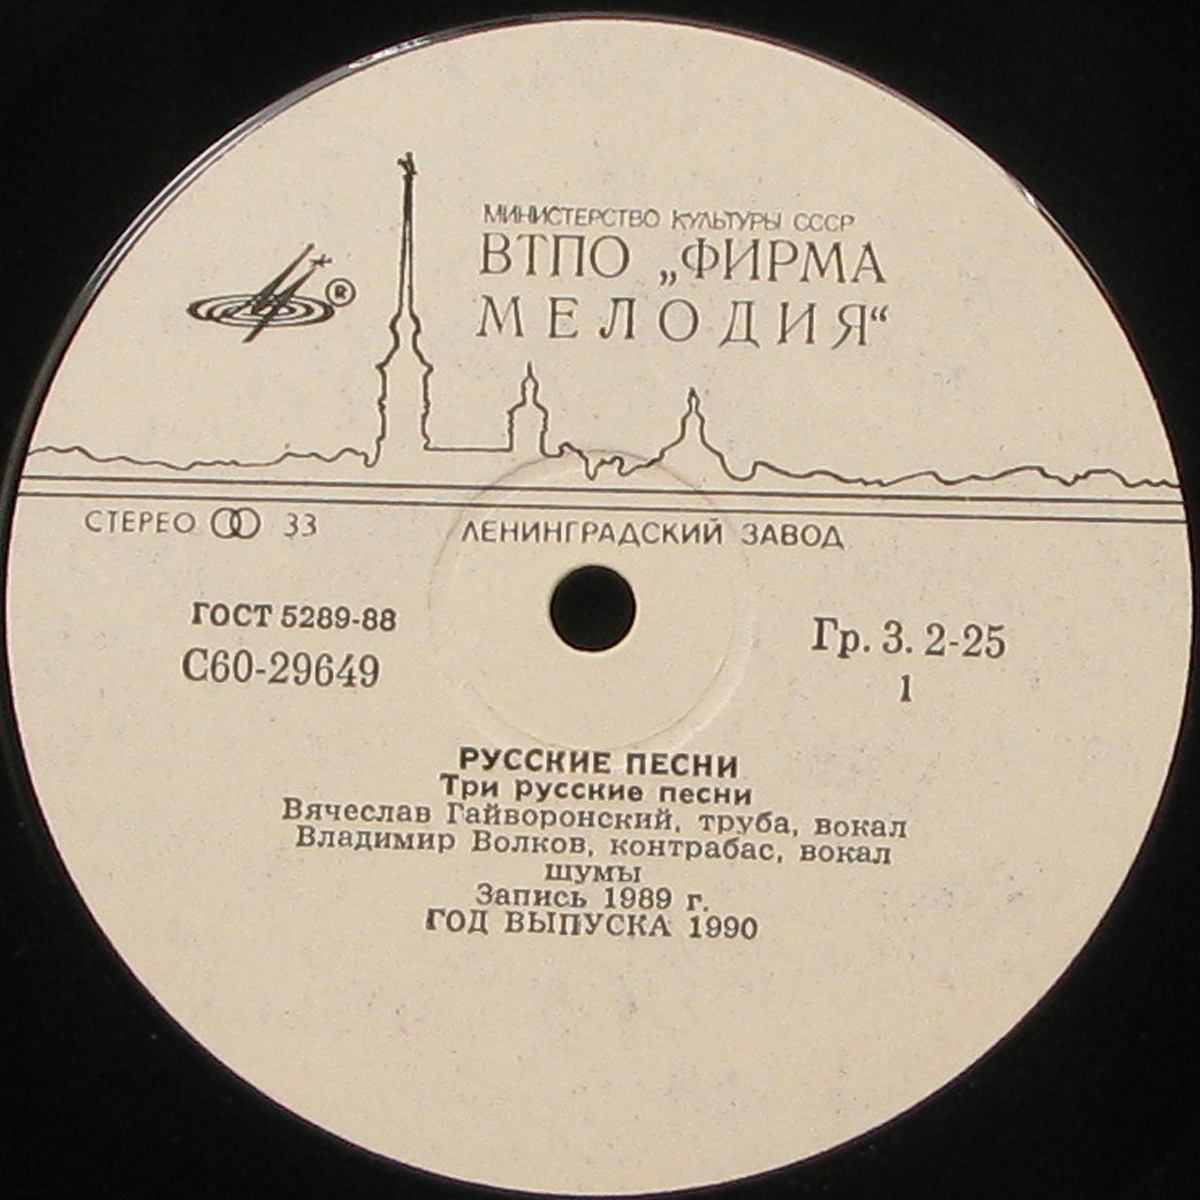 МИНИСТЕРСТВО КУЛЬТУРЫ СССР
ВТПО „ФИРМА
МЕЛОДИЯ“
®
СТЕРЕО 33
ЛЕНИНГРАДСКИЙ ЗАВОД
ГОСТ 5289-88
С60-29649
Гр. 3. 2-25
1
РУССКИЕ ПЕСНИ
Три русские песни
Вячеслав Гайворонский, труба, вокал
Владимир Волков, контрабас, вокал
шумы
Запись 1989 г.
ГОД ВЫПУСКА 1990